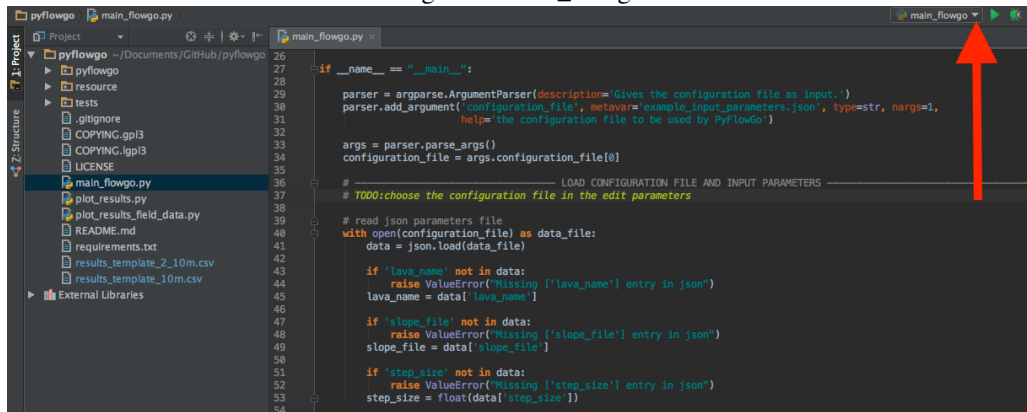 pyflowgo main_flowgo.py main_flowgo
Project main_flowgo.py
1: Project
Z: Structure
pyflowgo ~/Documents/GitHub/pyflowgo
pyflowgo
resource
tests
.gitignore
COPYING.gpl3
COPYING.lgpl3
LICENSE
main_flowgo.py
plot_results.py
plot_results_field_data.py
README.md
requirements.txt
results_template_2_10m.csv
results_template_10m.csv
External Libraries
26
27 if __name__ == "__main__":
28
29 parser = argparse.ArgumentParser(description='Gives the configuration file as input.')
30 parser.add_argument('configuration_file', metavar='example_input_parameters.json', type=str, nargs=1,
31 help='the configuration file to be used by PyFlowGo')
32
33 args = parser.parse_args()
34 configuration_file = args.configuration_file[0]
35
36 # ------------------------------------ LOAD CONFIGURATION FILE AND INPUT PARAMETERS ------------------
37 # TODO:choose the configuration file in the edit parameters
38
39 # read json parameters file
40 with open(configuration_file) as data_file:
41 data = json.load(data_file)
42
43 if 'lava_name' not in data:
44 raise ValueError("Missing ['lava_name'] entry in json")
45 lava_name = data['lava_name']
46
47 if 'slope_file' not in data:
48 raise ValueError("Missing ['slope_file'] entry in json")
49 slope_file = data['slope_file']
50
51 if 'step_size' not in data:
52 raise ValueError("Missing ['step_size'] entry in json")
53 step_size = float(data['step_size'])
54